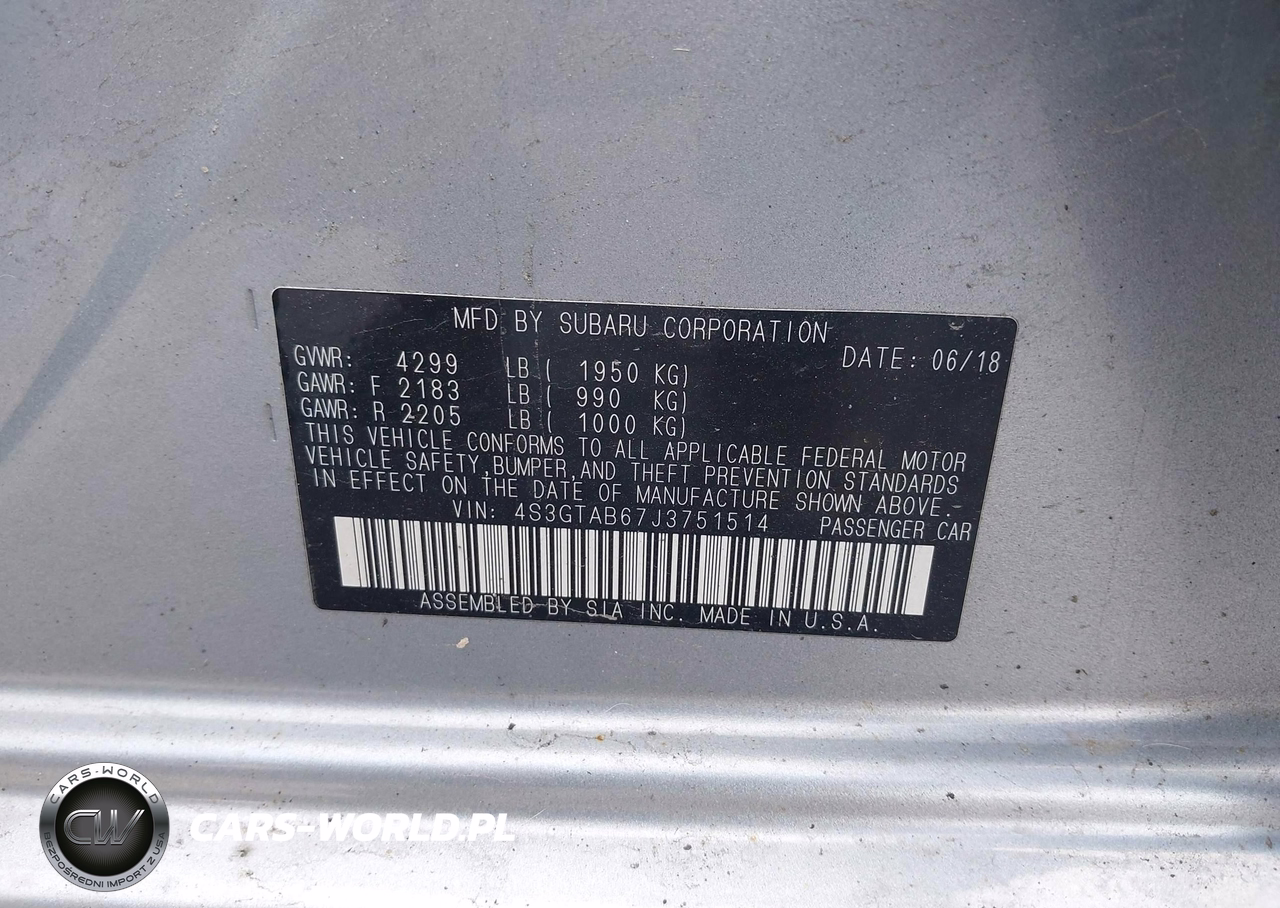 MFD BY SUBARU CORPORATION
GVWR: 4299 LB ( 1950 KG) DATE: 06/18
GAWR: F 2183 LB ( 990 KG)
GAWR: R 2205 LB ( 1000 KG)
THIS VEHICLE CONFORMS TO ALL APPLICABLE FEDERAL MOTOR
VEHICLE SAFETY,BUMPER,AND THEFT PREVENTION STANDARDS
IN EFFECT ON THE DATE OF MANUFACTURE SHOWN ABOVE.
VIN: 4S3GTAB67J3751514 PASSENGER CAR
ASSEMBLED BY SIA INC. MADE IN U.S.A.
CARS-WORLD
CW
BEZPOŚREDNI IMPORT Z USA
CARS-WORLD.PL